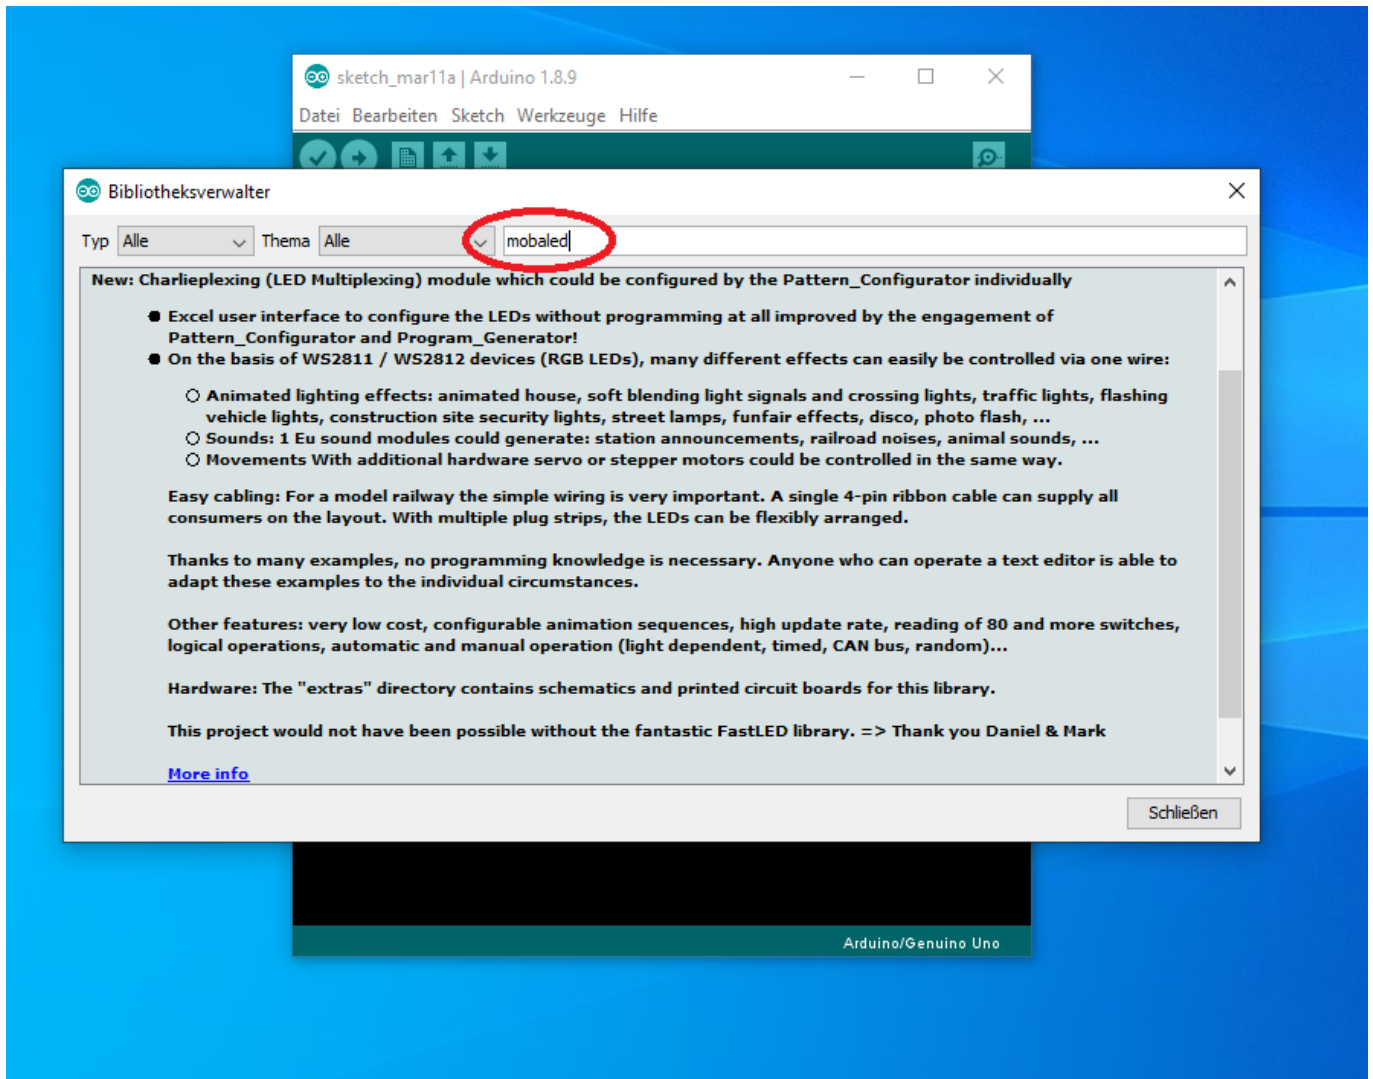 sketch_mar11a | Arduino 1.8.9
Datei Bearbeiten Sketch Werkzeuge Hilfe
Bibliotheksverwalter
Typ Alle Thema Alle mobaled
New: Charlieplexing (LED Multiplexing) module which could be configured by the Pattern_Configurator individually
Excel user interface to configure the LEDs without programming at all improved by the engagement of
Pattern_Configurator and Program_Generator!
On the basis of WS2811 / WS2812 devices (RGB LEDs), many different effects can easily be controlled via one wire:
Animated lighting effects: animated house, soft blending light signals and crossing lights, traffic lights, flashing
vehicle lights, construction site security lights, street lamps, funfair effects, disco, photo flash, ...
Sounds: 1 Eu sound modules could generate: station announcements, railroad noises, animal sounds, ...
Movements With additional hardware servo or stepper motors could be controlled in the same way.
Easy cabling: For a model railway the simple wiring is very important. A single 4-pin ribbon cable can supply all
consumers on the layout. With multiple plug strips, the LEDs can be flexibly arranged.
Thanks to many examples, no programming knowledge is necessary. Anyone who can operate a text editor is able to
adapt these examples to the individual circumstances.
Other features: very low cost, configurable animation sequences, high update rate, reading of 80 and more switches,
logical operations, automatic and manual operation (light dependent, timed, CAN bus, random)...
Hardware: The "extras" directory contains schematics and printed circuit boards for this library.
This project would not have been possible without the fantastic FastLED library. => Thank you Daniel & Mark
More info
Schließen
Arduino/Genuino Uno